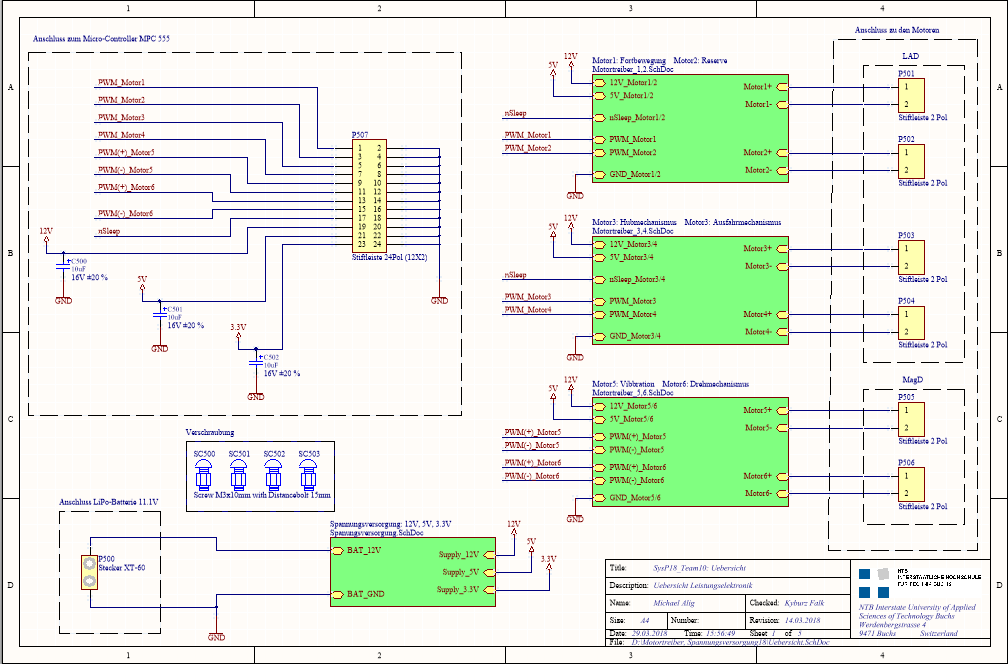 1 2 3 4
Anschluss zum Micro-Controller MPC 555
PWM_Motor1
PWM_Motor2
PWM_Motor3
PWM_Motor4
PWM(+)_Motor5
PWM(-)_Motor5
PWM(+)_Motor6
PWM(-)_Motor6
nSleep
P507
1 2
3 4
5 6
7 8
9 10
11 12
13 14
15 16
17 18
19 20
21 22
23 24
Stiftleiste 24Pol (12X2)
12V
C500
10uF
16V ±20 %
GND
5V
C501
10uF
16V ±20 %
GND
3.3V
C502
10uF
16V ±20 %
GND
GND
Motor1: Fortbewegung Motor2: Reserve
Motortreiber_1,2.SchDoc
5V
12V
12V_Motor1/2
5V_Motor1/2
nSleep
nSleep_Motor1/2
PWM_Motor1
PWM_Motor1
PWM_Motor2
PWM_Motor2
GND_Motor1/2
GND
Motor1+
Motor1-
Motor2+
Motor2-
Motor3: Hubmechanismus Motor3: Ausfahrmechanismus
Motortreiber_3,4.SchDoc
5V
12V
12V_Motor3/4
5V_Motor3/4
nSleep
nSleep_Motor3/4
PWM_Motor3
PWM_Motor3
PWM_Motor4
PWM_Motor4
GND_Motor3/4
GND
Motor3+
Motor3-
Motor4+
Motor4-
Motor5: Vibbration Motor6: Drehmechanismus
Motortreiber_5,6.SchDoc
5V
12V
12V_Motor5/6
5V_Motor5/6
PWM(+)_Motor5
PWM(+)_Motor5
PWM(-)_Motor5
PWM(-)_Motor5
PWM(+)_Motor6
PWM(+)_Motor6
PWM(-)_Motor6
PWM(-)_Motor6
GND_Motor5/6
GND
Motor5+
Motor5-
Motor6+
Motor6-
Anschluss zu den Motoren
LAD
P501
1
2
Stiftleiste 2 Pol
P502
1
2
Stiftleiste 2 Pol
P503
1
2
Stiftleiste 2 Pol
P504
1
2
Stiftleiste 2 Pol
MagD
P505
1
2
Stiftleiste 2 Pol
P506
1
2
Stiftleiste 2 Pol
A A
B B
C C
D D
Verschraubung
SC500 SC501 SC502 SC503
Screw M3x10mm with Distancebolt 15mm
Anschluss LiPo-Batterie 11.1V
P500
Stecker XT-60
GND
Spannungsversorgung: 12V, 5V, 3.3V
Spannungsversorgung.SchDoc
BAT_12V
BAT_GND
Supply_12V
Supply_5V
Supply_3.3V
12V
5V
3.3V
Title: SysP18_Team10: Uebersicht
Description: Uebersicht Leistungselektronik
Name: Michael Alig Checked: Kyburz Falk
Size: A4 Number: Revision: 14.03.2018
Date: 29.03.2018 Time: 15:56:49 Sheet 1 of 5
File: D:\Motortreiber, Spannungsversorgung18\Uebersicht.SchDoc
NTB
INTERSTAATLICHE HOCHSCHULE
FÜR TECHNIK BUCHS
NTB Interstate University of Applied
Sciences of Technology Buchs
Werdenbergstrasse 4
9471 Buchs Switzerland
1 2 3 4